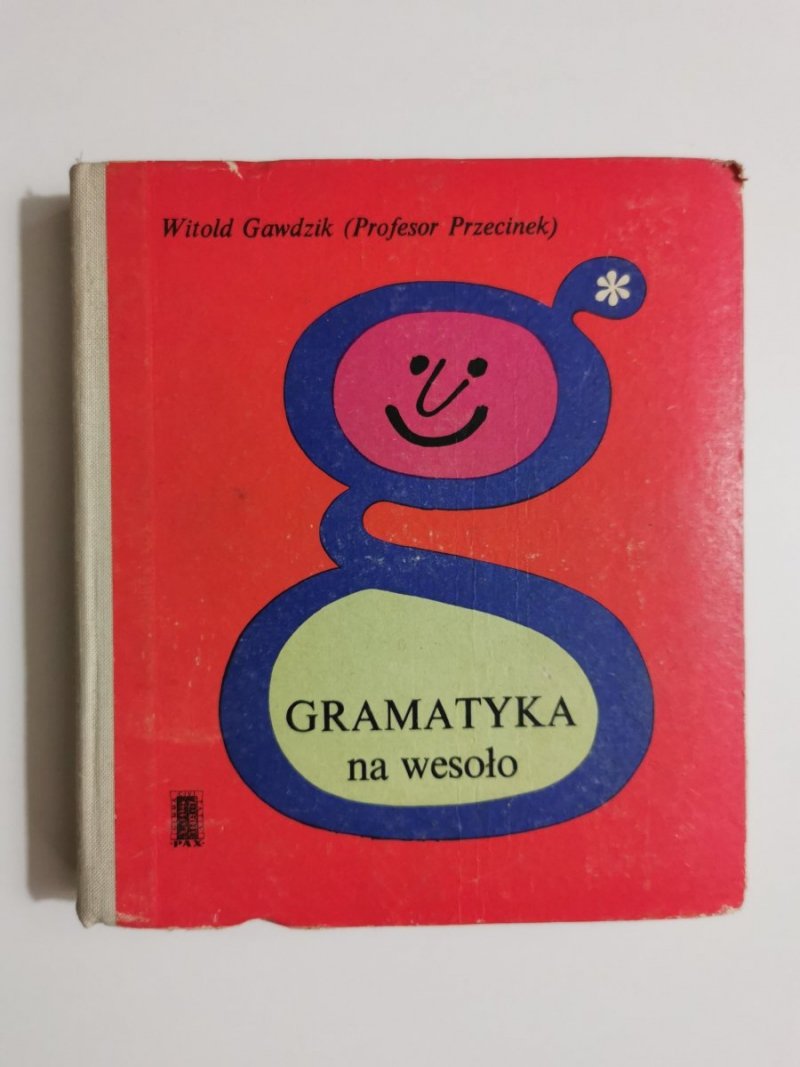 Witold Gawdzik (Profesor Przecinek)
GRAMATYKA
na wesoło
PAX